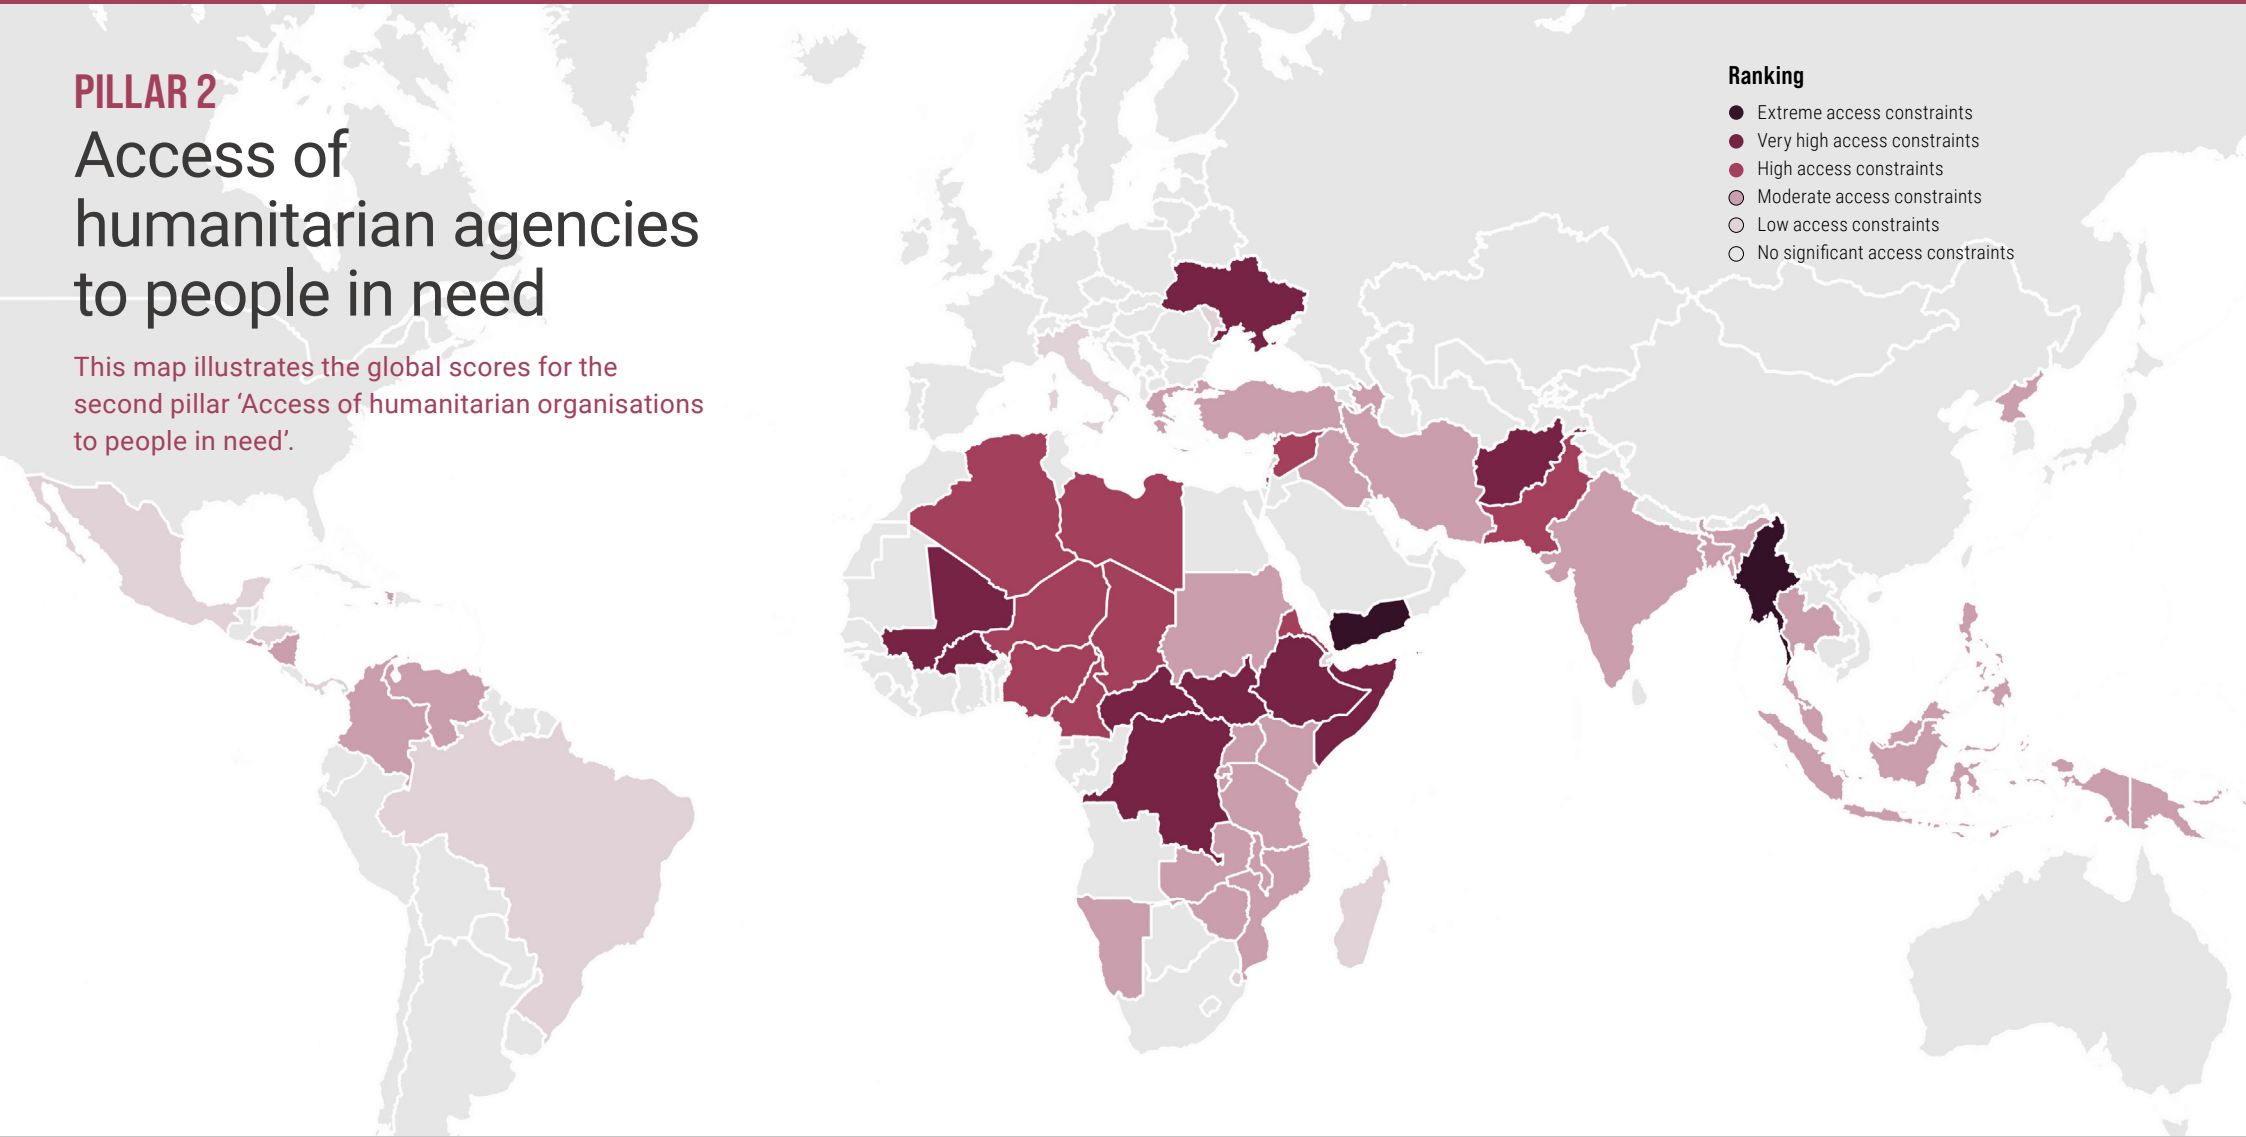 PILLAR 2
Access of
humanitarian agencies
to people in need
This map illustrates the global scores for the
second pillar ‘Access of humanitarian organisations
to people in need’.
Ranking
Extreme access constraints
Very high access constraints
High access constraints
Moderate access constraints
Low access constraints
No significant access constraints